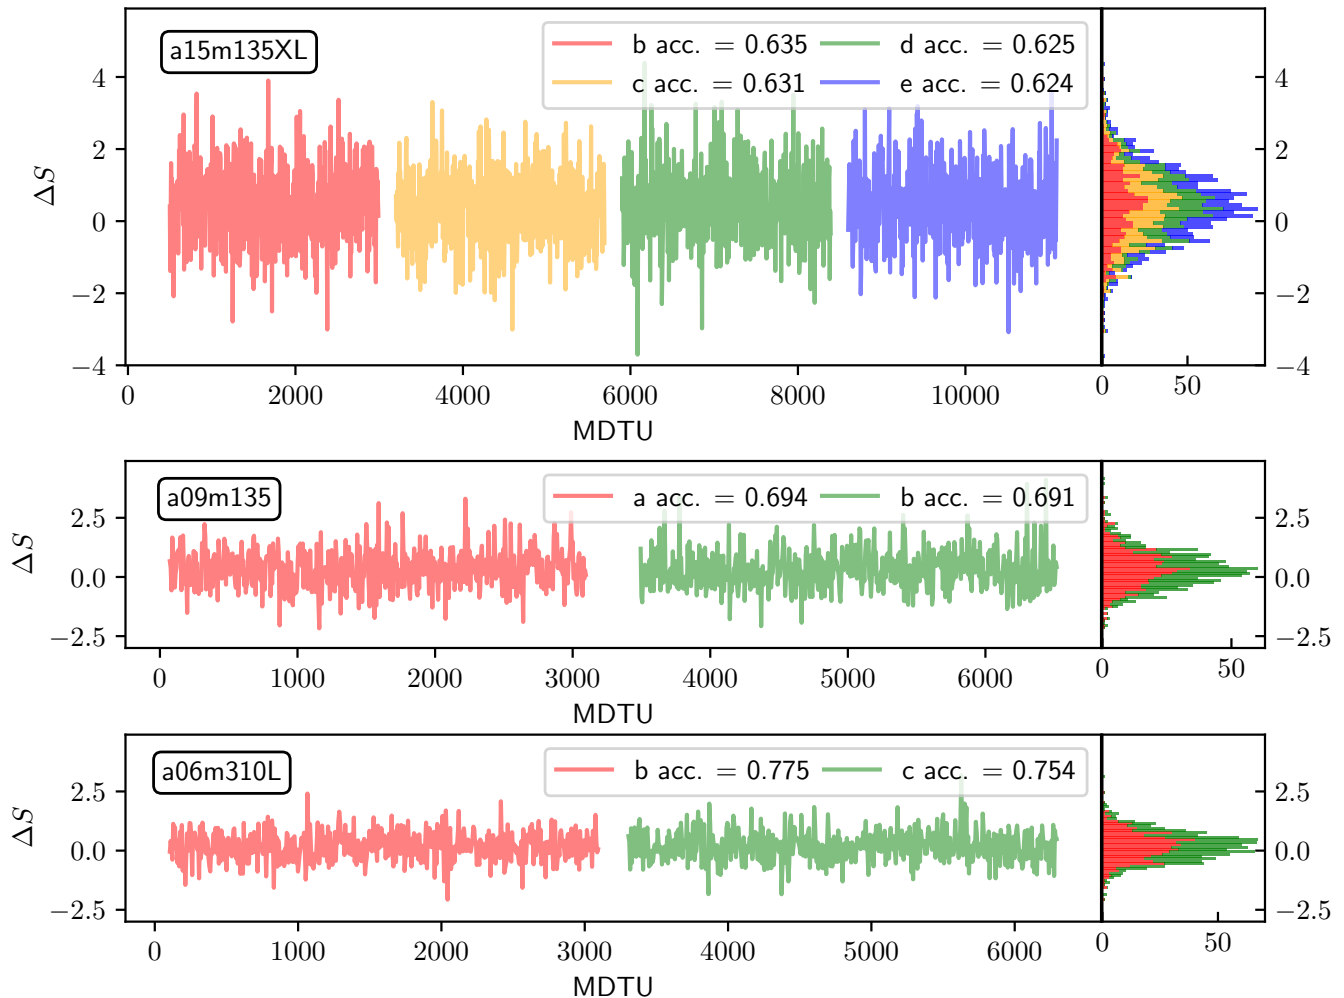 a15m135XL
b acc. = 0.635 d acc. = 0.625
c acc. = 0.631 e acc. = 0.624
4 4
2 2
ΔS
0 0
−2 −2
−4 −4
0 2000 4000 6000 8000 10000 0 50
MDTU
a09m135
a acc. = 0.694 b acc. = 0.691
2.5 2.5
ΔS
0.0 0.0
−2.5 −2.5
0 1000 2000 3000 4000 5000 6000 0 50
MDTU
a06m310L
b acc. = 0.775 c acc. = 0.754
2.5 2.5
ΔS
0.0 0.0
−2.5 −2.5
0 1000 2000 3000 4000 5000 6000 0 50
MDTU